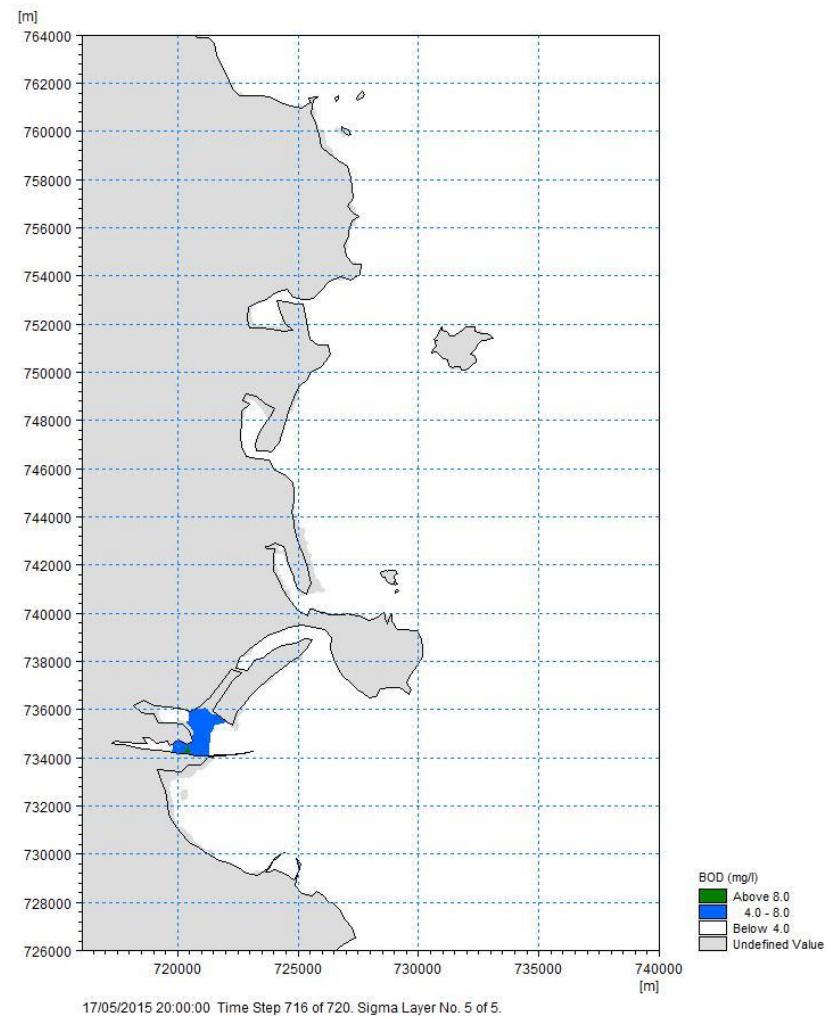 [m]
764000
762000
760000
758000
756000
754000
752000
750000
748000
746000
744000
742000
740000
738000
736000
734000
732000
730000
728000
726000
720000 725000 730000 735000 740000
[m]
BOD (mg/l)
Above 8.0
4.0 - 8.0
Below 4.0
Undefined Value
17/05/2015 20:00:00 Time Step 716 of 720. Sigma Layer No. 5 of 5.